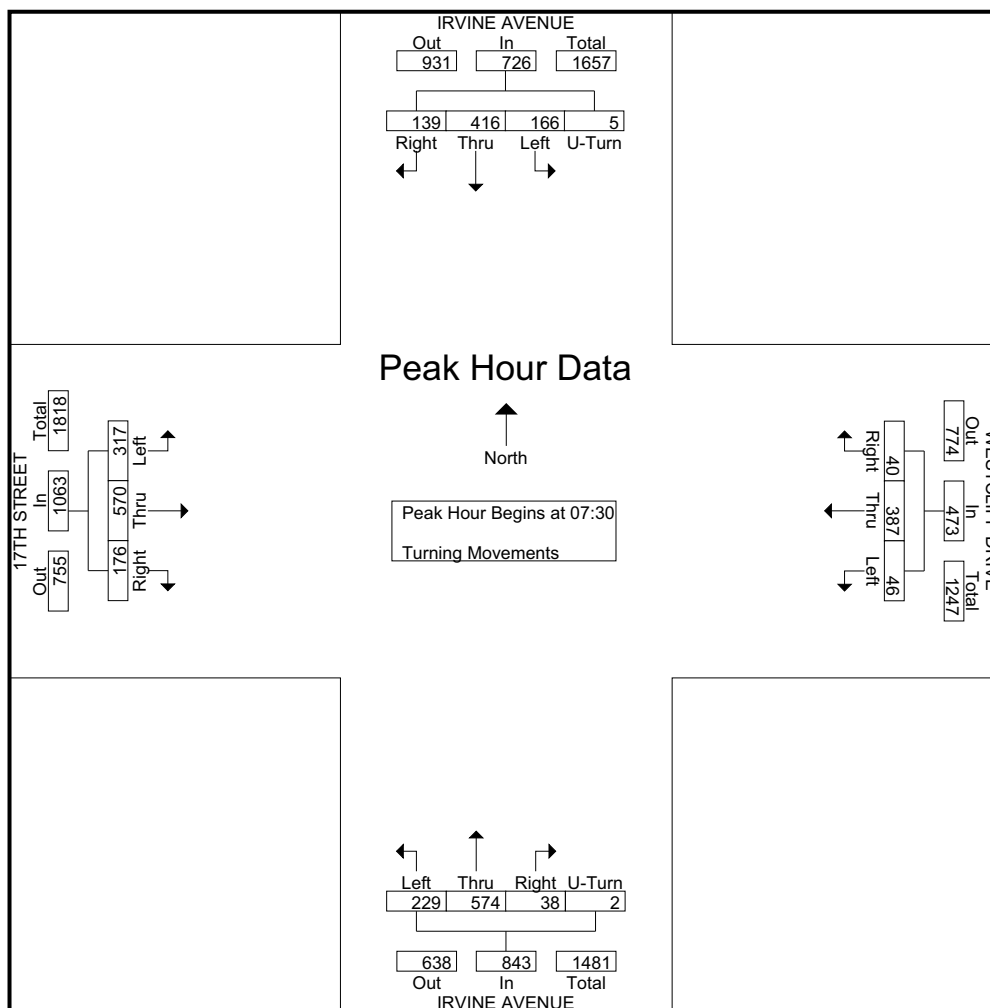 IRVINE AVENUE
Out In Total
931 726 1657
139 416 166 5
Right Thru Left U-Turn
Peak Hour Data
North
Peak Hour Begins at 07:30
Turning Movements
17TH STREET
Total In Out
1818 1063 755
317 570 176
Left Thru Right
Right Thru Left
40 387 46
774 473 1247
Out In Total
Left Thru Right U-Turn
229 574 38 2
638 843 1481
Out In Total
IRVINE AVENUE